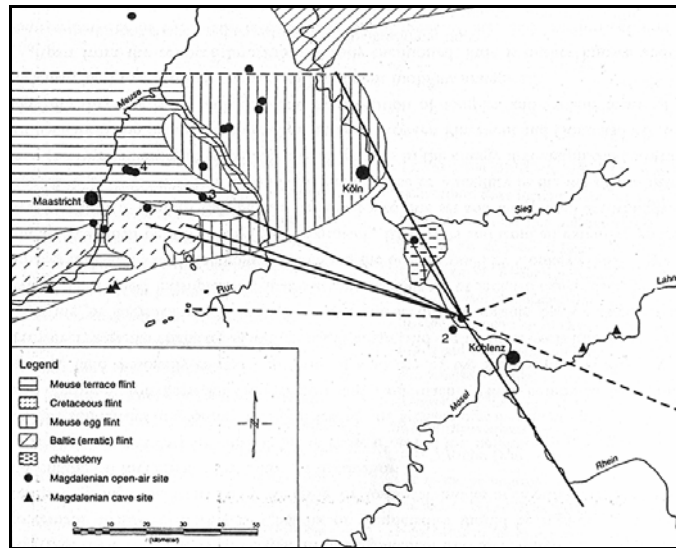 Meuse
4
Maastricht
3
Köln
Sieg
Rur
1
2
Lahn
Koblenz
Mosel
Rhein
Legend
Meuse terrace flint
Cretaceous flint
Meuse egg flint
Baltic (erratic) flint
chalcedony
Magdalenian open-air site
Magdalenian cave site
N
0 10 20 30 40 50